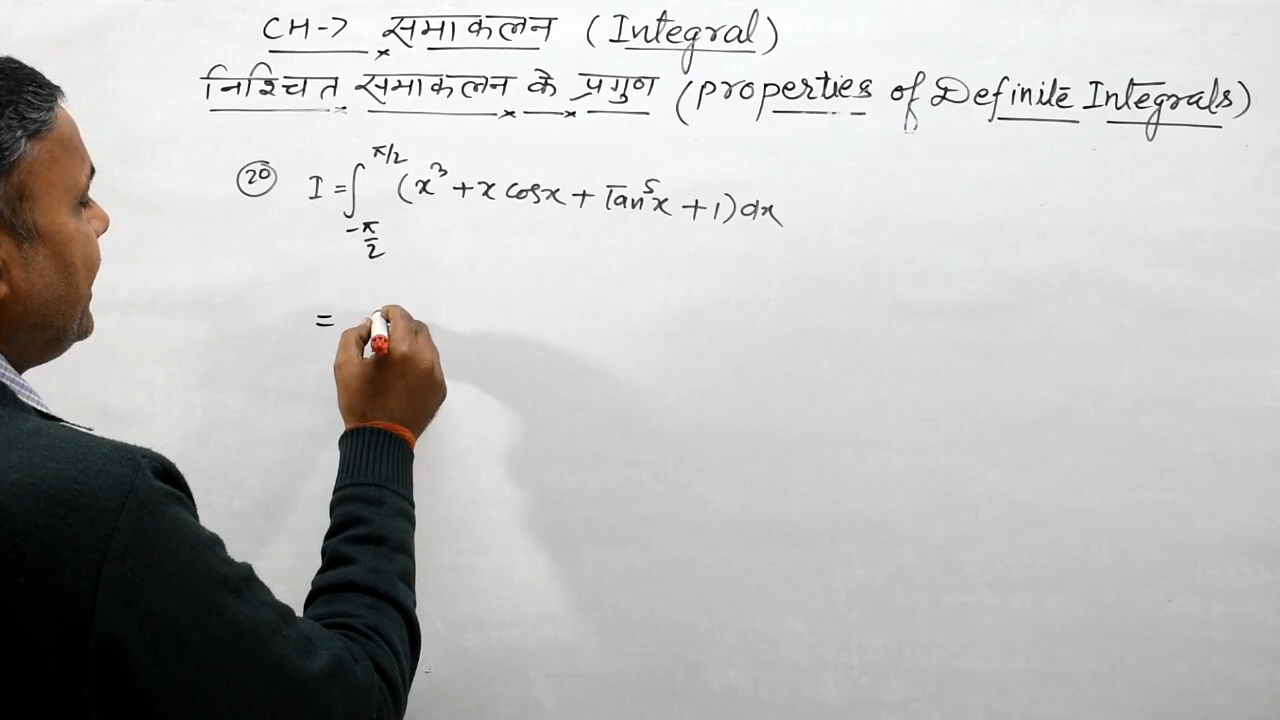 CH-7 समाकलन (Integral)
निश्चित समाकलन के प्रगुण (properties of Definite Integrals)
20 I = ∫_{-π/2}^{π/2} (x³ + x cosx + Tan⁵x + 1) dx
=